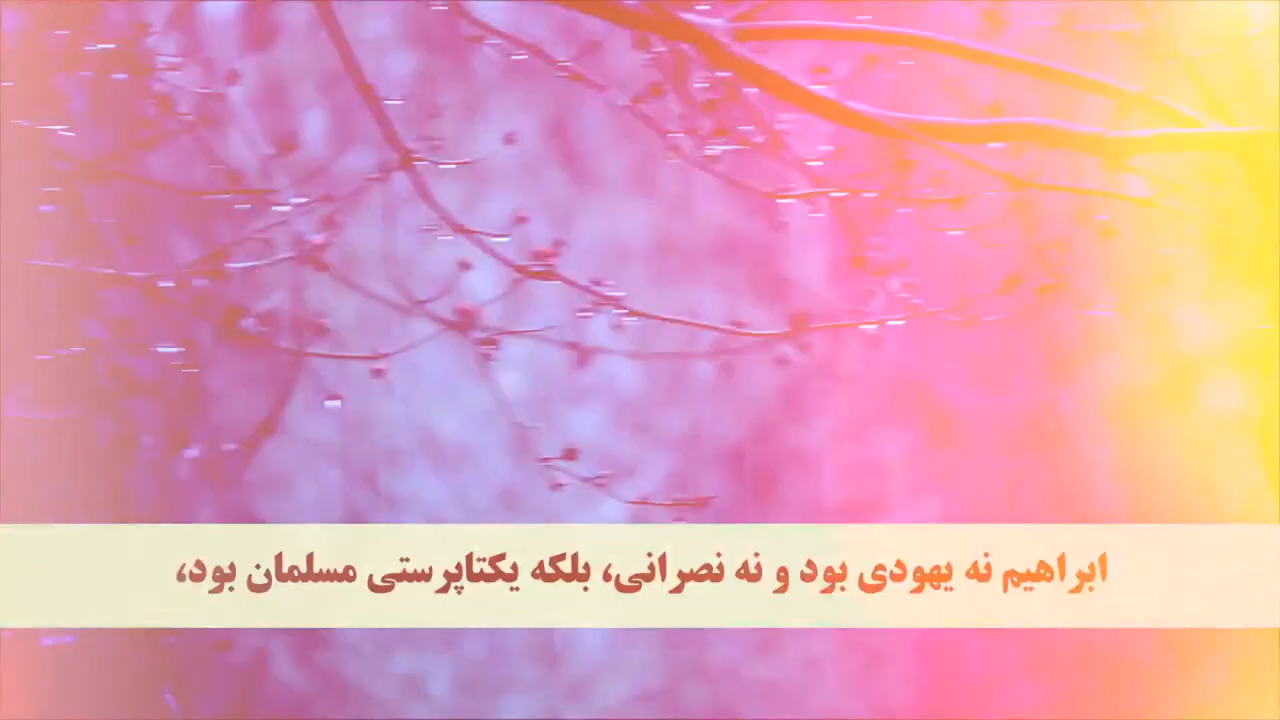 ابراهیم نه یهودی بود و نه نصرانی، بلکه یکتاپرستی مسلمان بود،